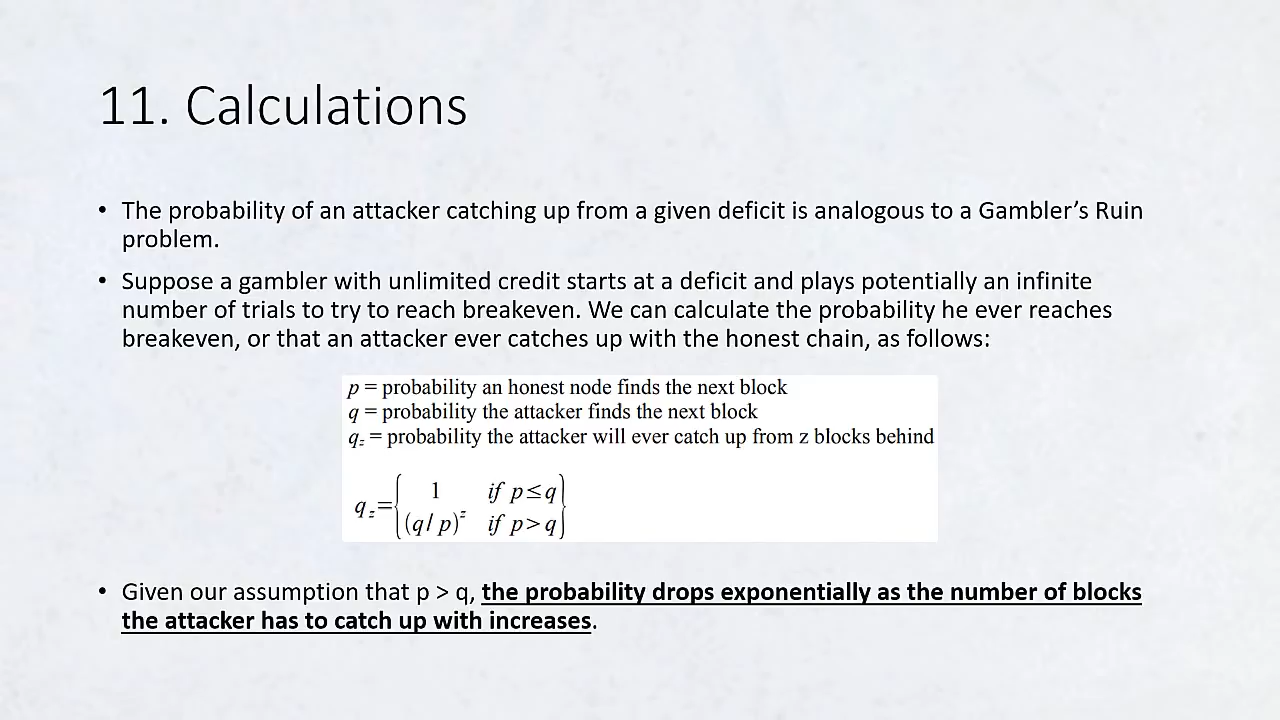 11. Calculations
• The probability of an attacker catching up from a given deficit is analogous to a Gambler’s Ruin
problem.
• Suppose a gambler with unlimited credit starts at a deficit and plays potentially an infinite
number of trials to try to reach breakeven. We can calculate the probability he ever reaches
breakeven, or that an attacker ever catches up with the honest chain, as follows:
p = probability an honest node finds the next block
q = probability the attacker finds the next block
q_z = probability the attacker will ever catch up from z blocks behind
q_z = { 1 if p ≤ q
(q/p)^z if p > q }
• Given our assumption that p > q, the probability drops exponentially as the number of blocks
the attacker has to catch up with increases.